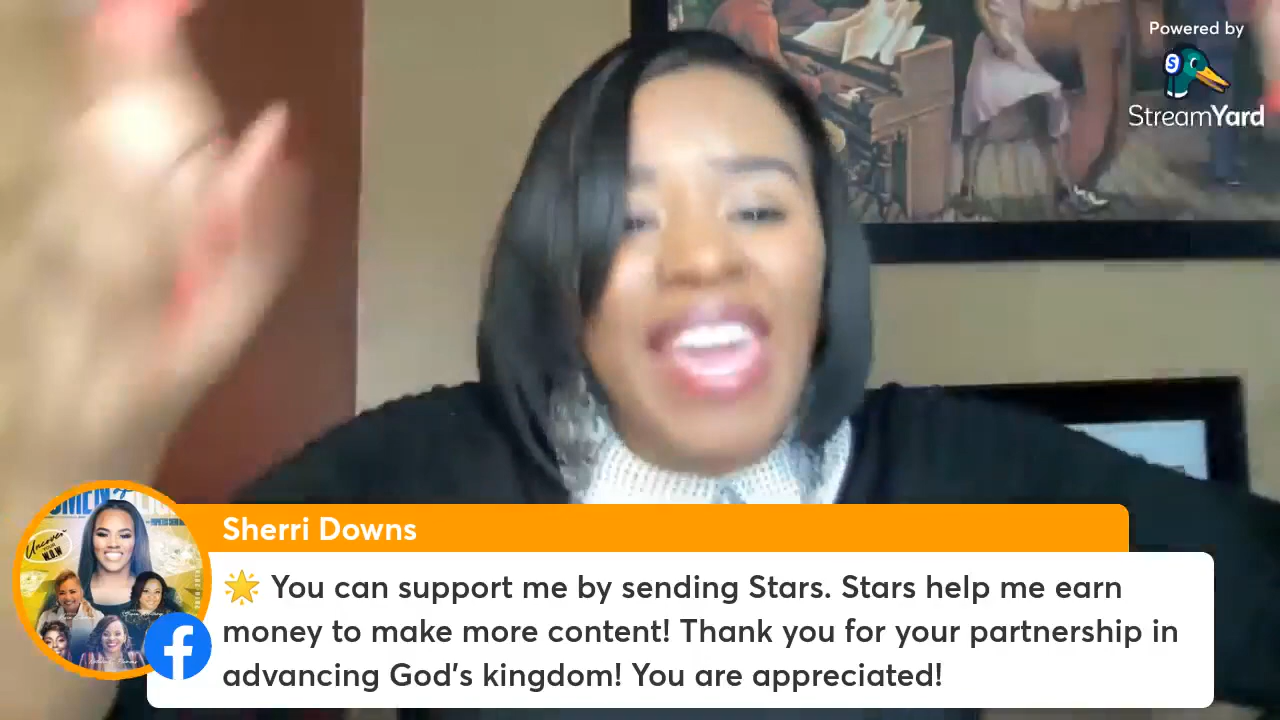 Powered by
StreamYard
Sherri Downs
🌟 You can support me by sending Stars. Stars help me earn
money to make more content! Thank you for your partnership in
advancing God's kingdom! You are appreciated!
Uncover
W.O.W.